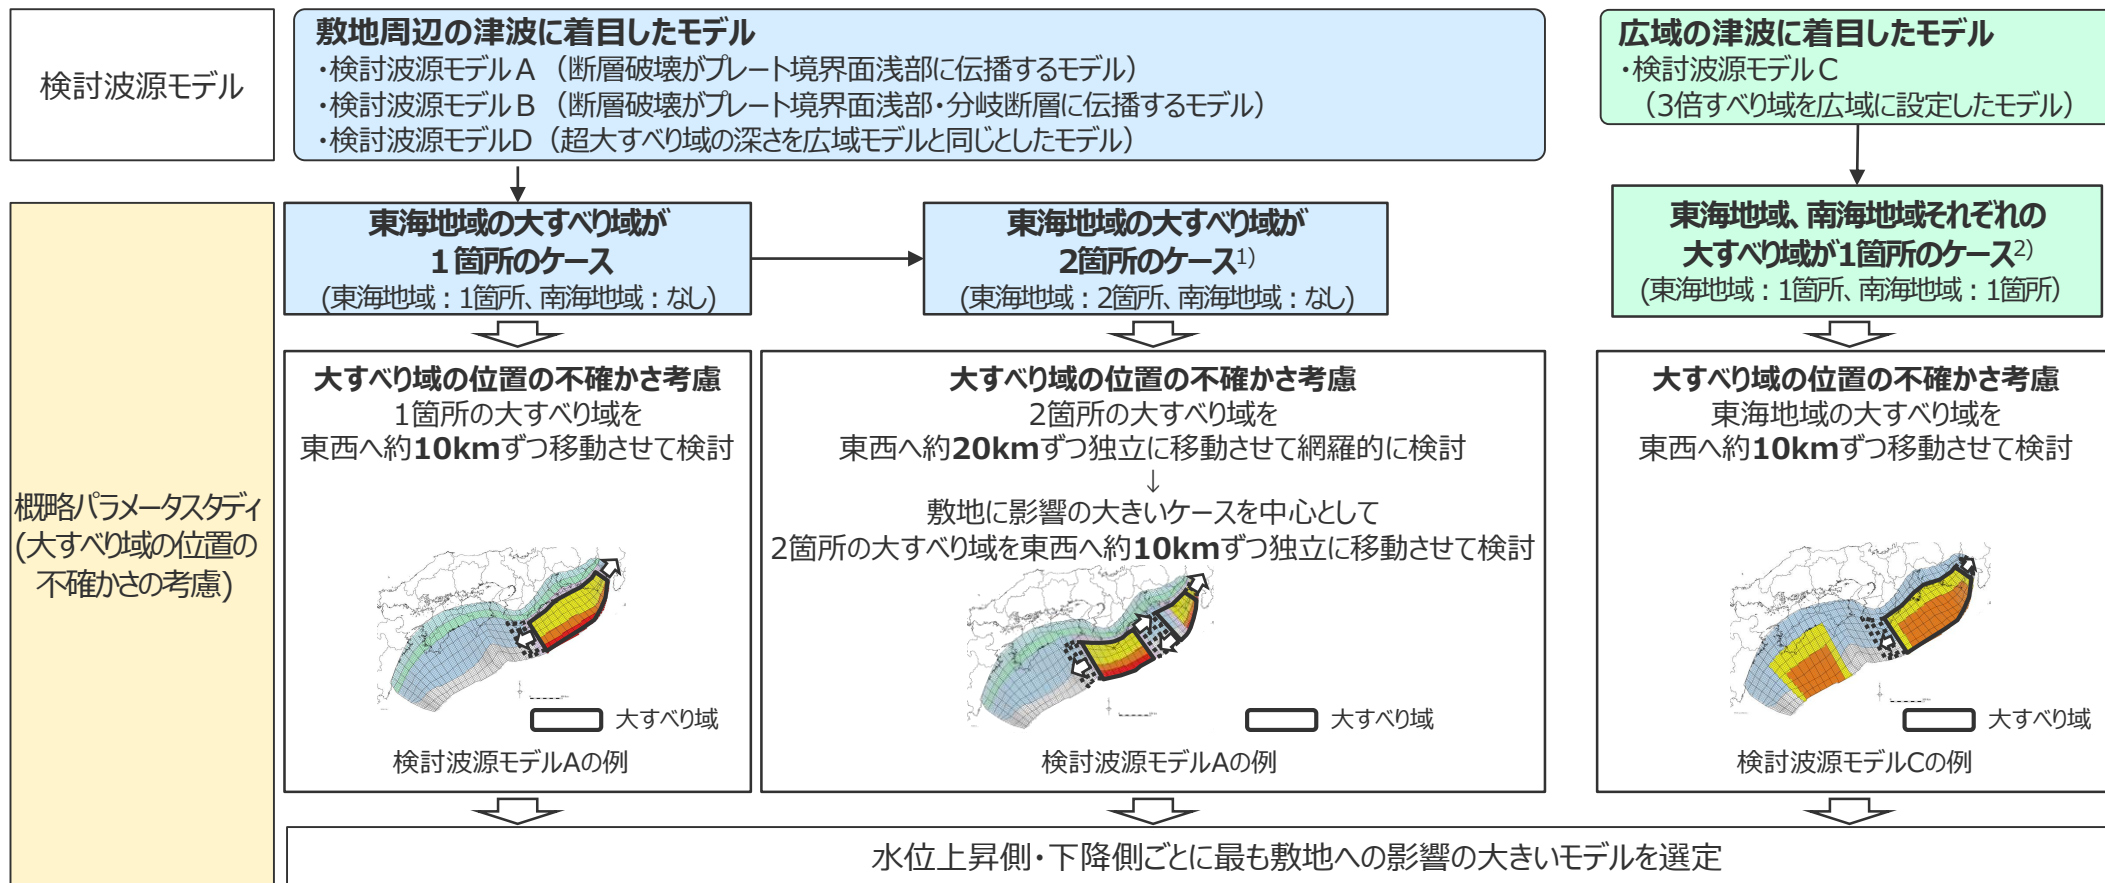 検討波源モデル
敷地周辺の津波に着目したモデル
・検討波源モデルA （断層破壊がプレート境界面浅部に伝播するモデル）
・検討波源モデルB （断層破壊がプレート境界面浅部・分岐断層に伝播するモデル）
・検討波源モデルD（超大すべり域の深さを広域モデルと同じとしたモデル）
広域の津波に着目したモデル
・検討波源モデルC
（3倍すべり域を広域に設定したモデル）
概略パラメータスタディ
(大すべり域の位置の
不確かさの考慮)
東海地域の大すべり域が
1箇所のケース
(東海地域：1箇所、南海地域：なし)
東海地域の大すべり域が
2箇所のケース1)
(東海地域：2箇所、南海地域：なし)
東海地域、南海地域それぞれの
大すべり域が1箇所のケース2)
(東海地域：1箇所、南海地域：1箇所)
大すべり域の位置の不確かさ考慮
1箇所の大すべり域を
東西へ約10kmずつ移動させて検討
大すべり域
検討波源モデルAの例
大すべり域の位置の不確かさ考慮
2箇所の大すべり域を
東西へ約20kmずつ独立に移動させて網羅的に検討
↓
敷地に影響の大きいケースを中心として
2箇所の大すべり域を東西へ約10kmずつ独立に移動させて検討
大すべり域
検討波源モデルAの例
大すべり域の位置の不確かさ考慮
東海地域の大すべり域を
東西へ約10kmずつ移動させて検討
大すべり域
検討波源モデルCの例
水位上昇側・下降側ごとに最も敷地への影響の大きいモデルを選定